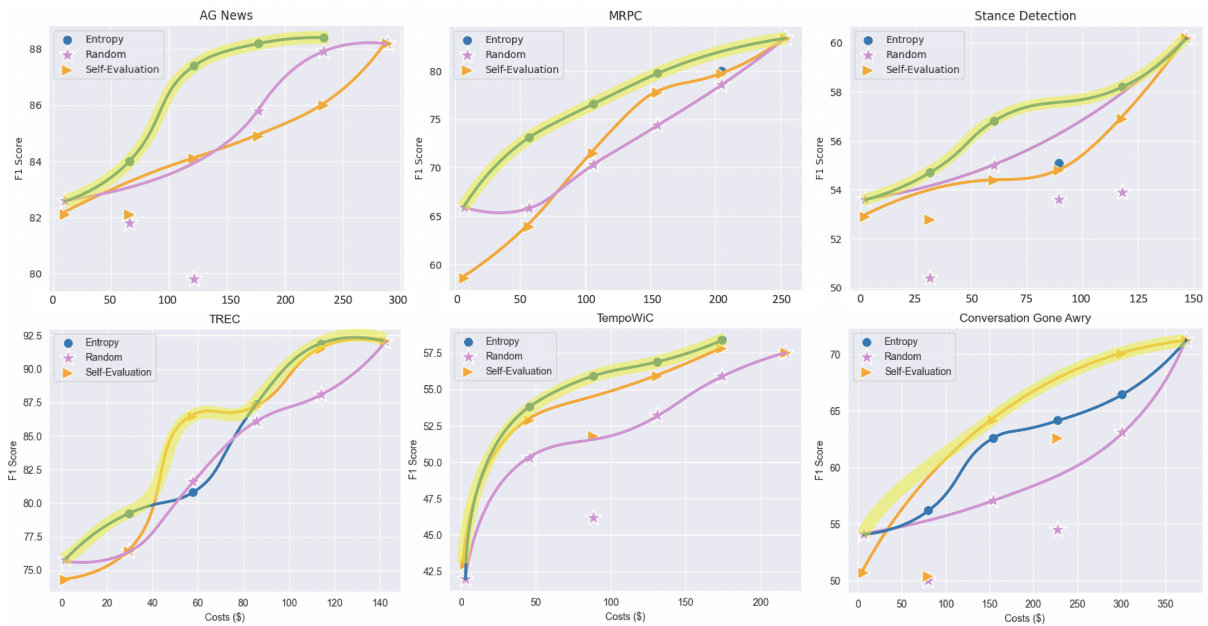 AG News
F1 Score
88
86
84
82
80
0
50
100
150
200
250
300
Entropy
Random
Self-Evaluation
MRPC
F1 Score
80
75
70
65
60
0
50
100
150
200
250
Entropy
Random
Self-Evaluation
Stance Detection
F1 Score
60
58
56
54
52
50
0
25
50
75
100
125
150
Entropy
Random
Self-Evaluation
TREC
F1 Score
92.5
90.0
87.5
85.0
82.5
80.0
77.5
75.0
0
20
40
60
80
100
120
140
Costs ($)
Entropy
Random
Self-Evaluation
TempoWiC
F1 Score
57.5
55.0
52.5
50.0
47.5
45.0
42.5
0
50
100
150
200
Costs ($)
Entropy
Random
Self-Evaluation
Conversation Gone Awry
F1 Score
70
65
60
55
50
0
50
100
150
200
250
300
350
Costs ($)
Entropy
Random
Self-Evaluation